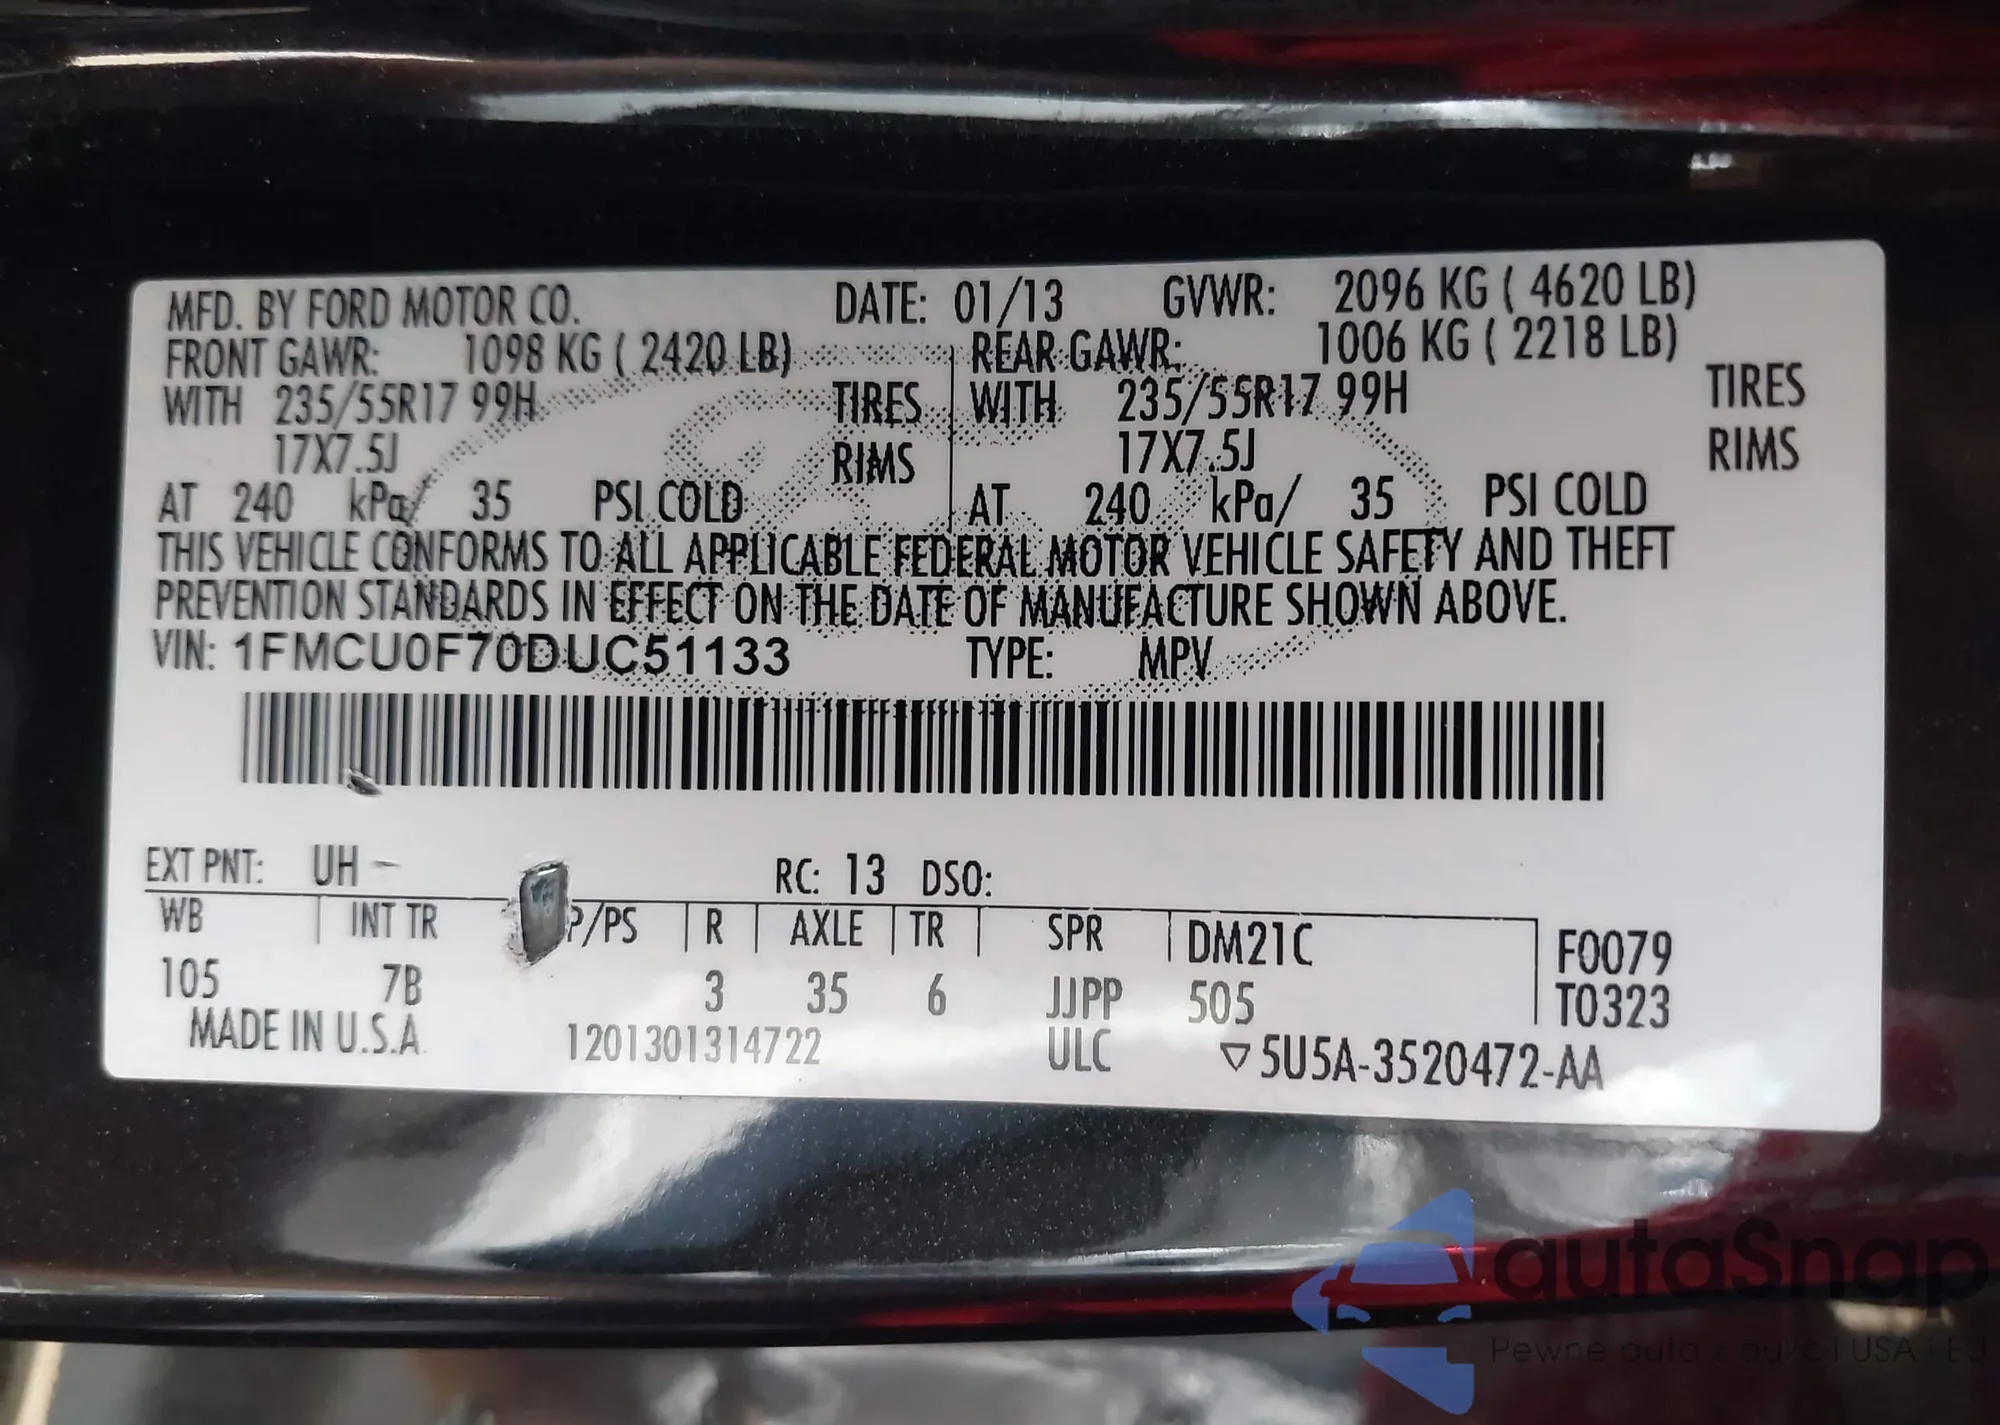 MFD. BY FORD MOTOR CO. DATE: 01/13 GVWR: 2096 KG ( 4620 LB)
FRONT GAWR: 1098 KG ( 2420 LB) REAR GAWR: 1006 KG ( 2218 LB)
WITH 235/55R17 99H TIRES WITH 235/55R17 99H TIRES
17X7.5J RIMS 17X7.5J RIMS
AT 240 kPa/ 35 PSI COLD AT 240 kPa/ 35 PSI COLD
THIS VEHICLE CONFORMS TO ALL APPLICABLE FEDERAL MOTOR VEHICLE SAFETY AND THEFT
PREVENTION STANDARDS IN EFFECT ON THE DATE OF MANUFACTURE SHOWN ABOVE.
VIN: 1FMCU0F70DUC51133 TYPE: MPV
EXT PNT: UH RC: 13 DSO:
WB INT TR P/PS R AXLE TR SPR DM21C F0079
105 7B 3 35 6 JJPP 505 T0323
MADE IN U.S.A. 1201301314722 ULC ▽5U5A-3520472-AA
autaSnap
Pewne auta z aukcji USA i EU